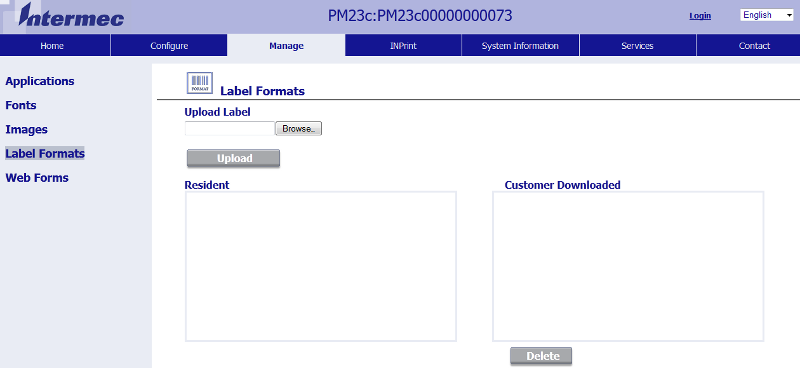 Intermec
PM23c:PM23c00000000073
Login
English
Home Configure Manage INPrint System Information Services Contact
Applications
Fonts
Images
Label Formats
Web Forms
FORMAT
Label Formats
Upload Label
Browse..
Upload
Resident
Customer Downloaded
Delete